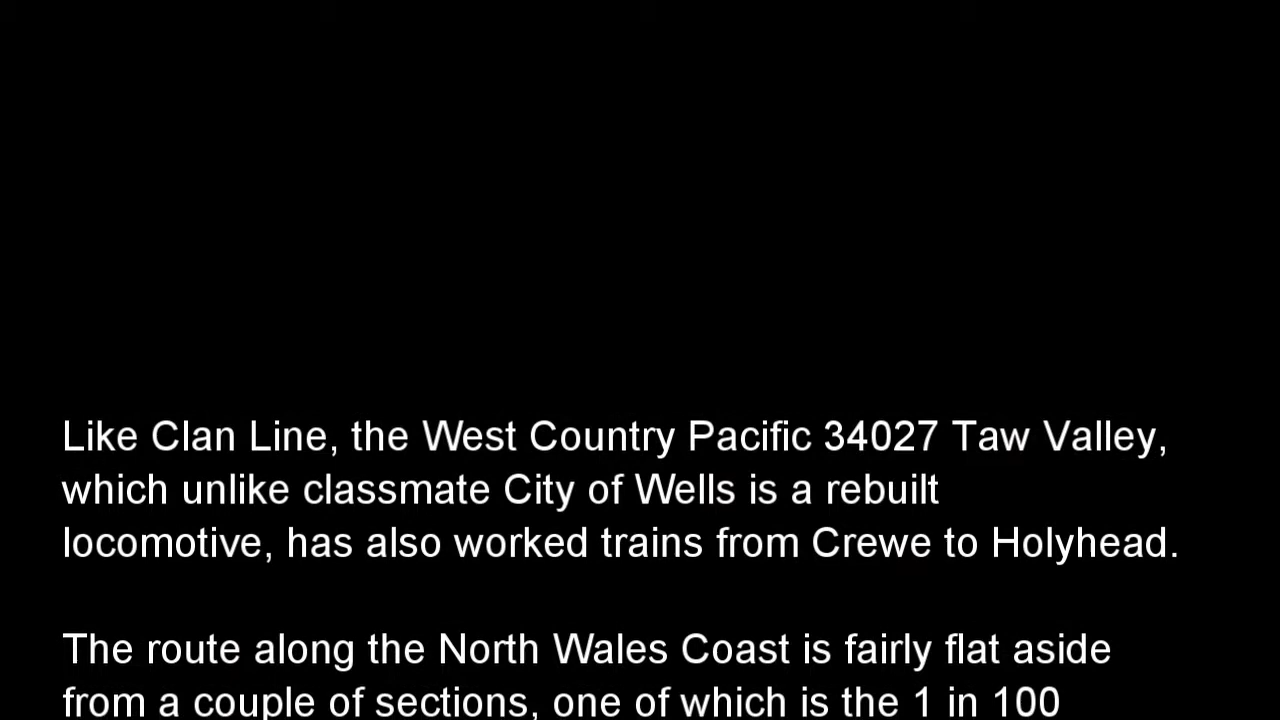 Like Clan Line, the West Country Pacific 34027 Taw Valley,
which unlike classmate City of Wells is a rebuilt
locomotive, has also worked trains from Crewe to Holyhead.
The route along the North Wales Coast is fairly flat aside
from a couple of sections, one of which is the 1 in 100